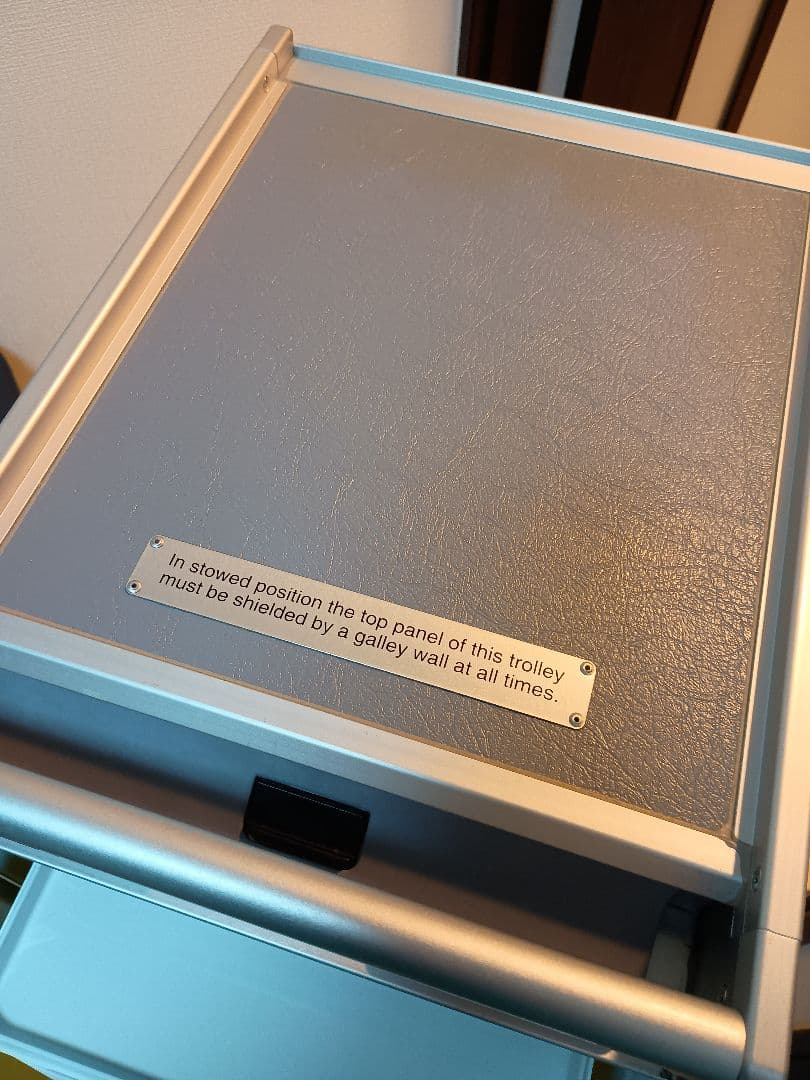 In stowed position the top panel of this trolley
must be shielded by a galley wall at all times.